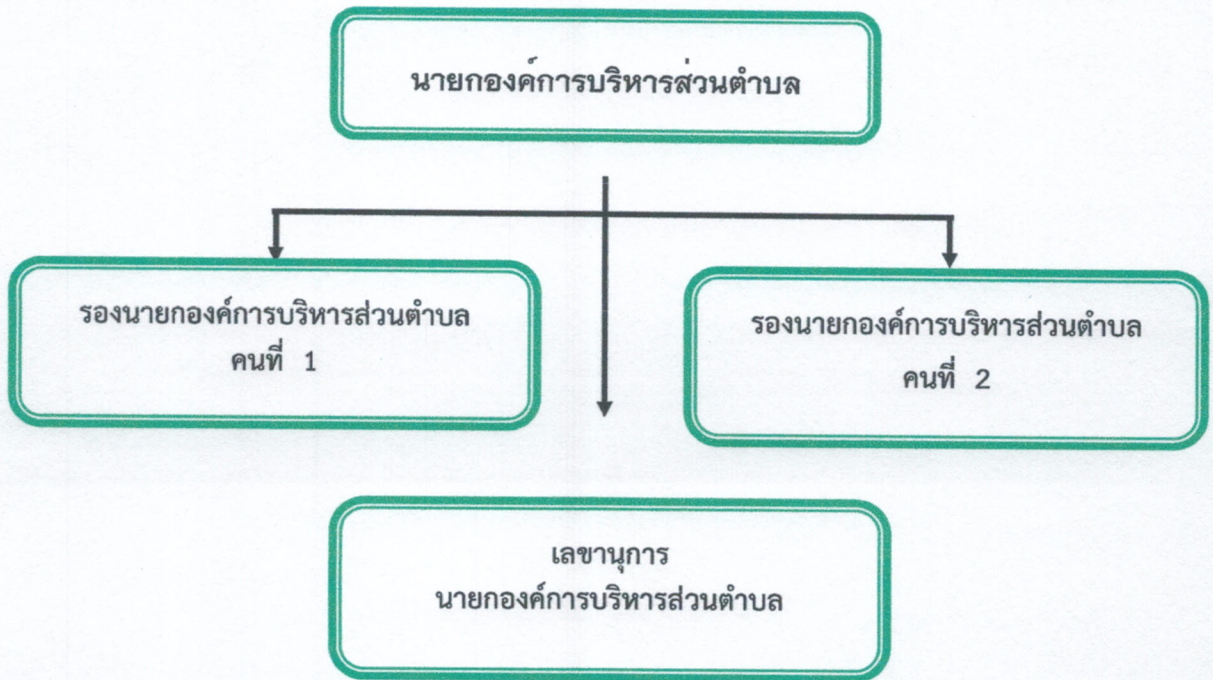 นายกองค์การบริหารส่วนตำบล
รองนายกองค์การบริหารส่วนตำบล
คนที่ 1
รองนายกองค์การบริหารส่วนตำบล
คนที่ 2
เลขานุการ
นายกองค์การบริหารส่วนตำบล